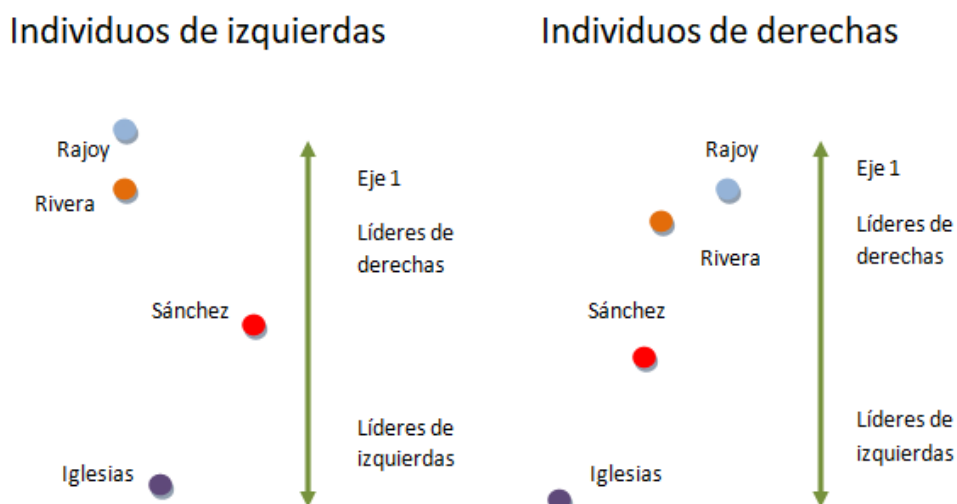 Individuos de izquierdas
Individuos de derechas
Rajoy
Rivera
Sánchez
Iglesias
Eje 1
Líderes de
derechas
Líderes de
izquierdas
Rajoy
Rivera
Sánchez
Iglesias
Eje 1
Líderes de
derechas
Líderes de
izquierdas